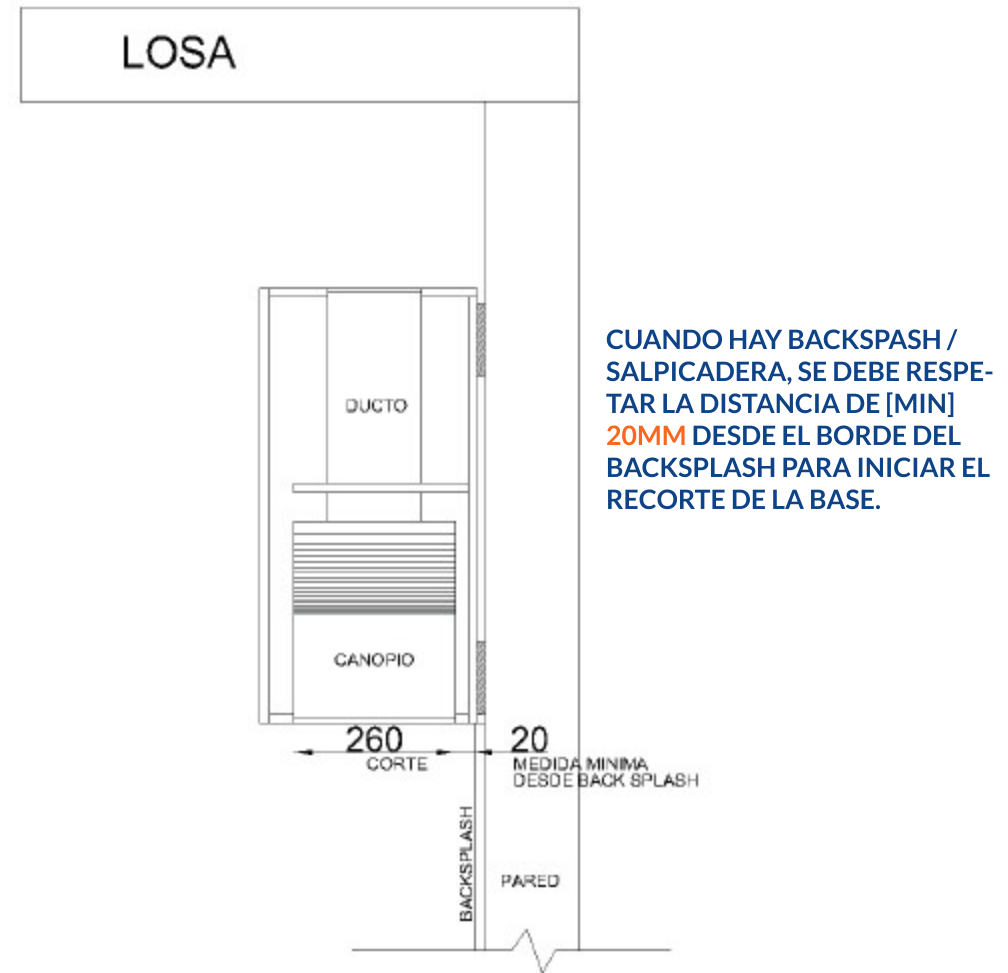 LOSA
DUCTO
CUANDO HAY BACKSPASH /
SALPICADERA, SE DEBE RESPE-
TAR LA DISTANCIA DE [MIN]
20MM DESDE EL BORDE DEL
BACKSPLASH PARA INICIAR EL
RECORTE DE LA BASE.
CANOPIO
260
CORTE
20
MEDIDA MINIMA
DESDE BACK SPLASH
BACKSPLASH
PARED